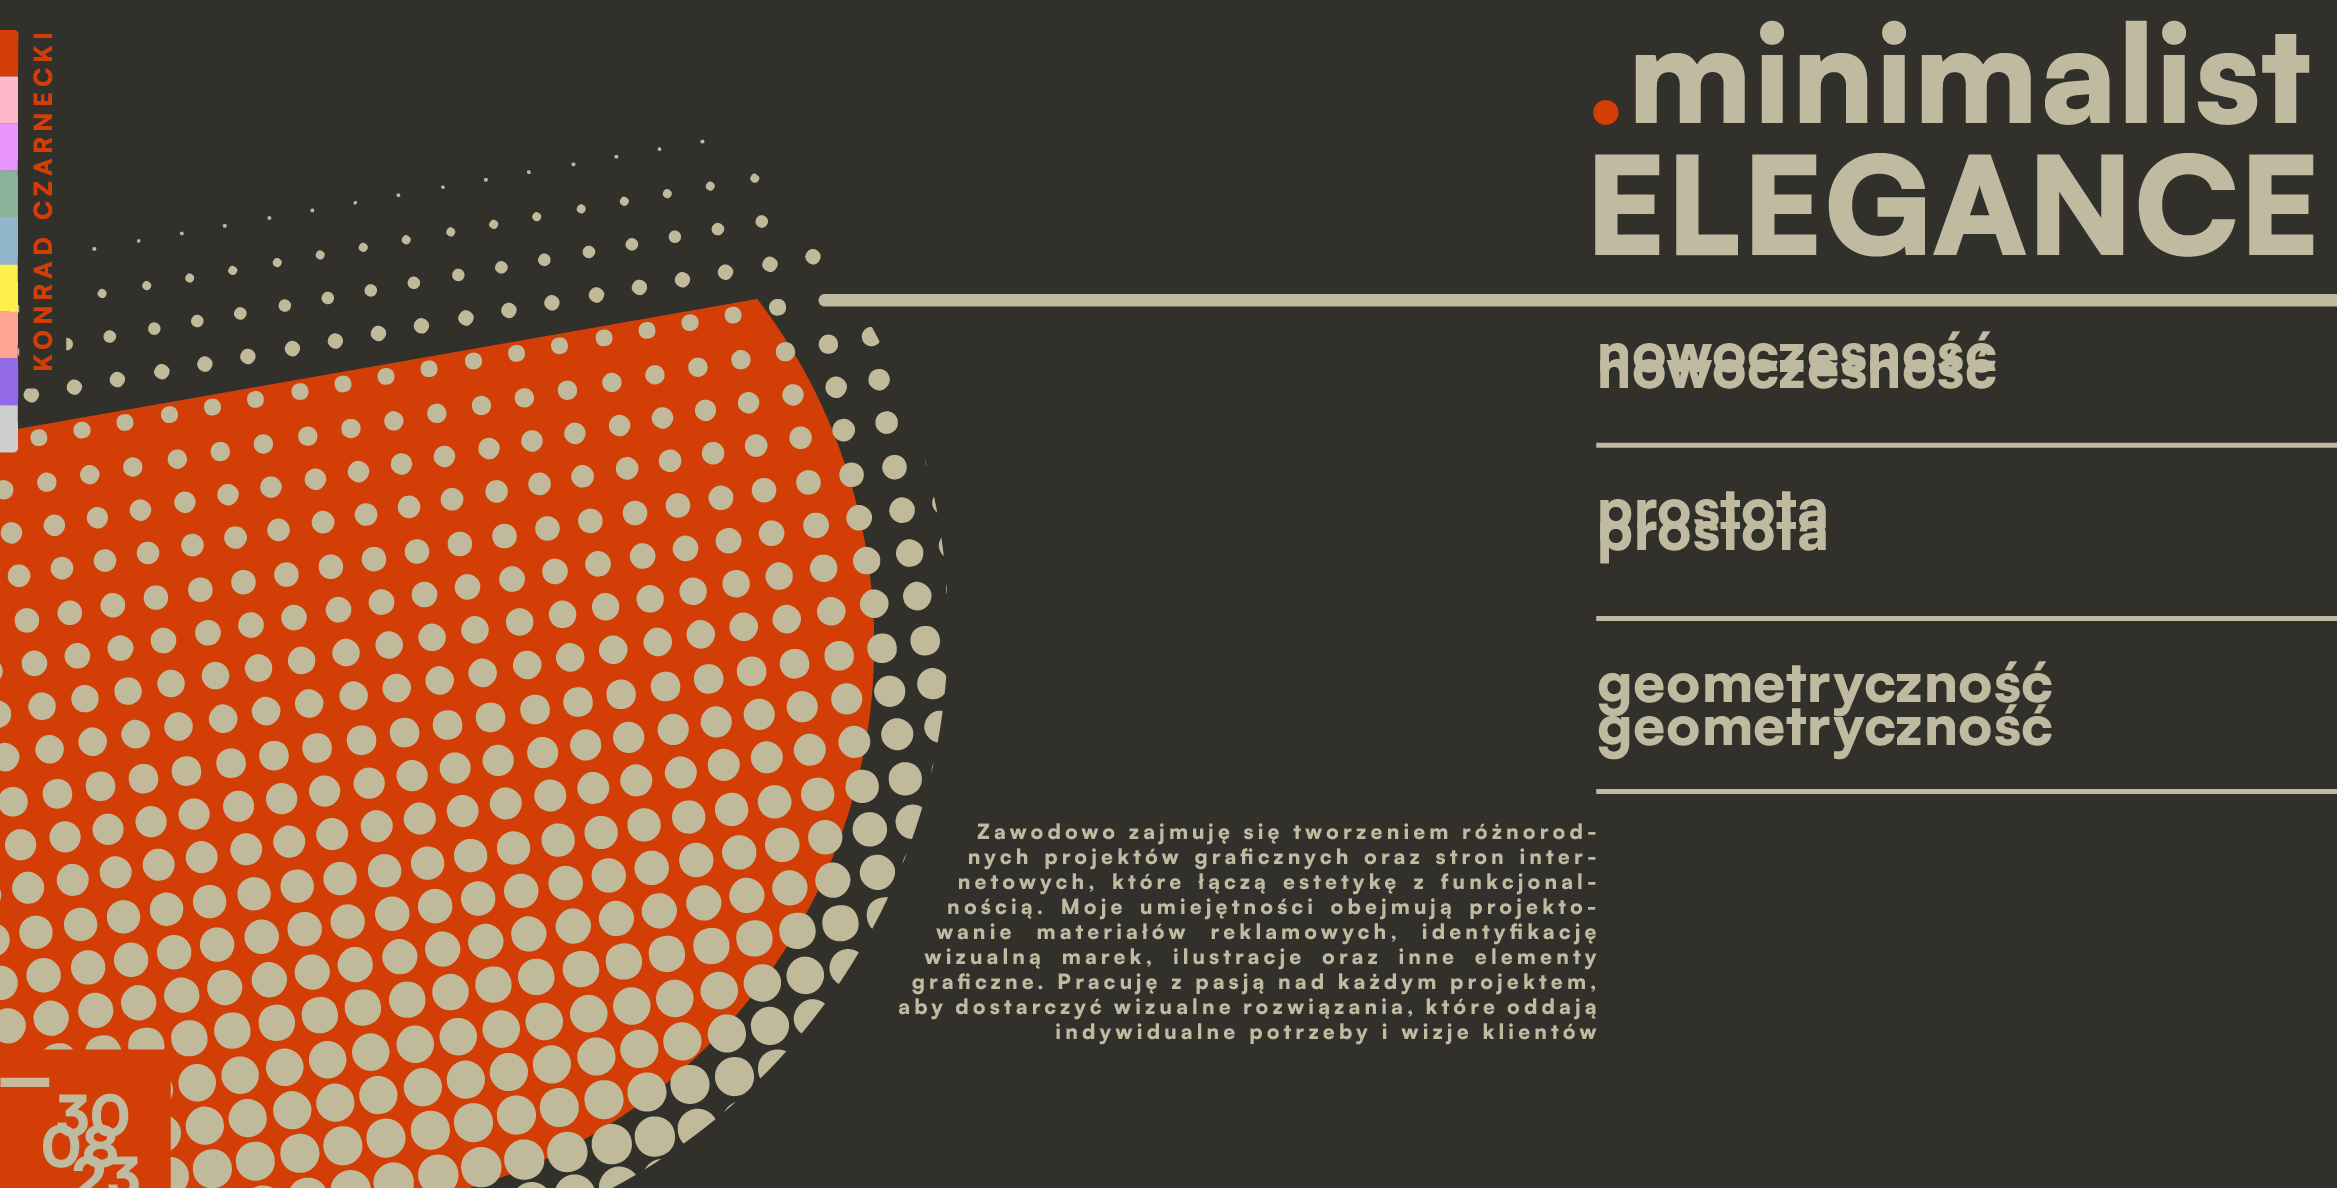 KONRAD CZARNECKI
.minimalist
ELEGANCE
nowoczesność
nowoczesność
prostota
prostota
geometryczność
geometryczność
Zawodowo zajmuję się tworzeniem różnorod-
nych projektów graficznych oraz stron inter-
netowych, które łączą estetykę z funkcjonal-
nością. Moje umiejętności obejmują projekto-
wanie materiałów reklamowych, identyfikację
wizualną marek, ilustracje oraz inne elementy
graficzne. Pracuję z pasją nad każdym projektem,
aby dostarczyć wizualne rozwiązania, które oddają
indywidualne potrzeby i wizje klientów
30
08
23